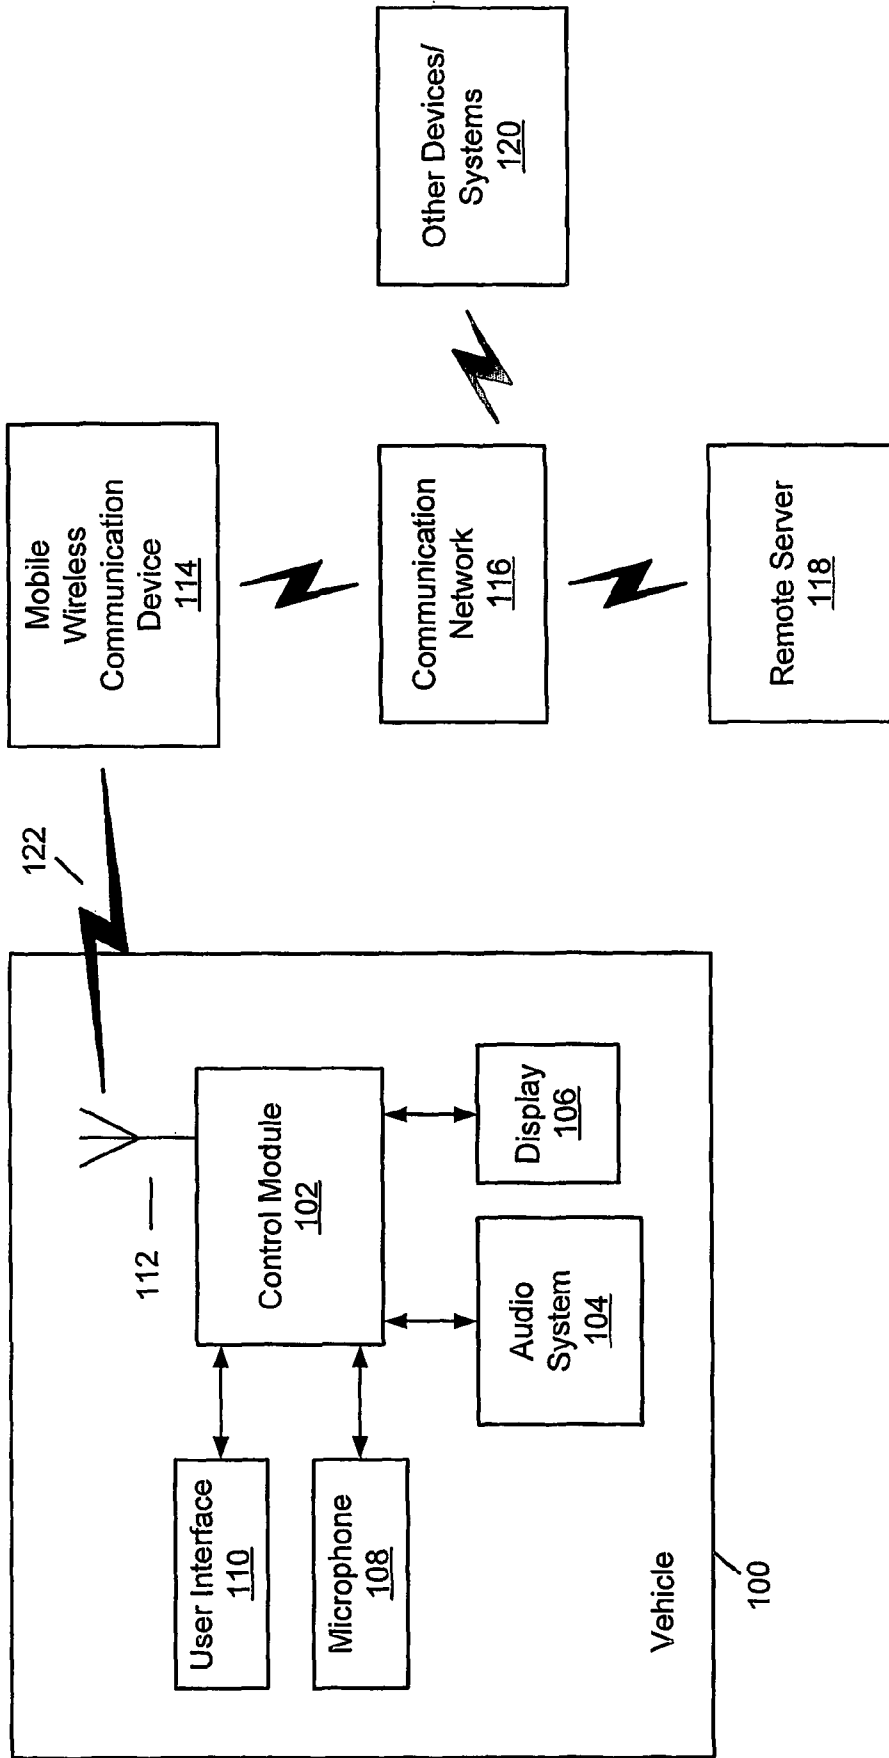 User Interface
110
Microphone
108
Vehicle
100
112
Control Module
102
Audio
System
104
Display
106
122
Mobile
Wireless
Communication
Device
114
Communication
Network
116
Remote Server
118
Other Devices/
Systems
120